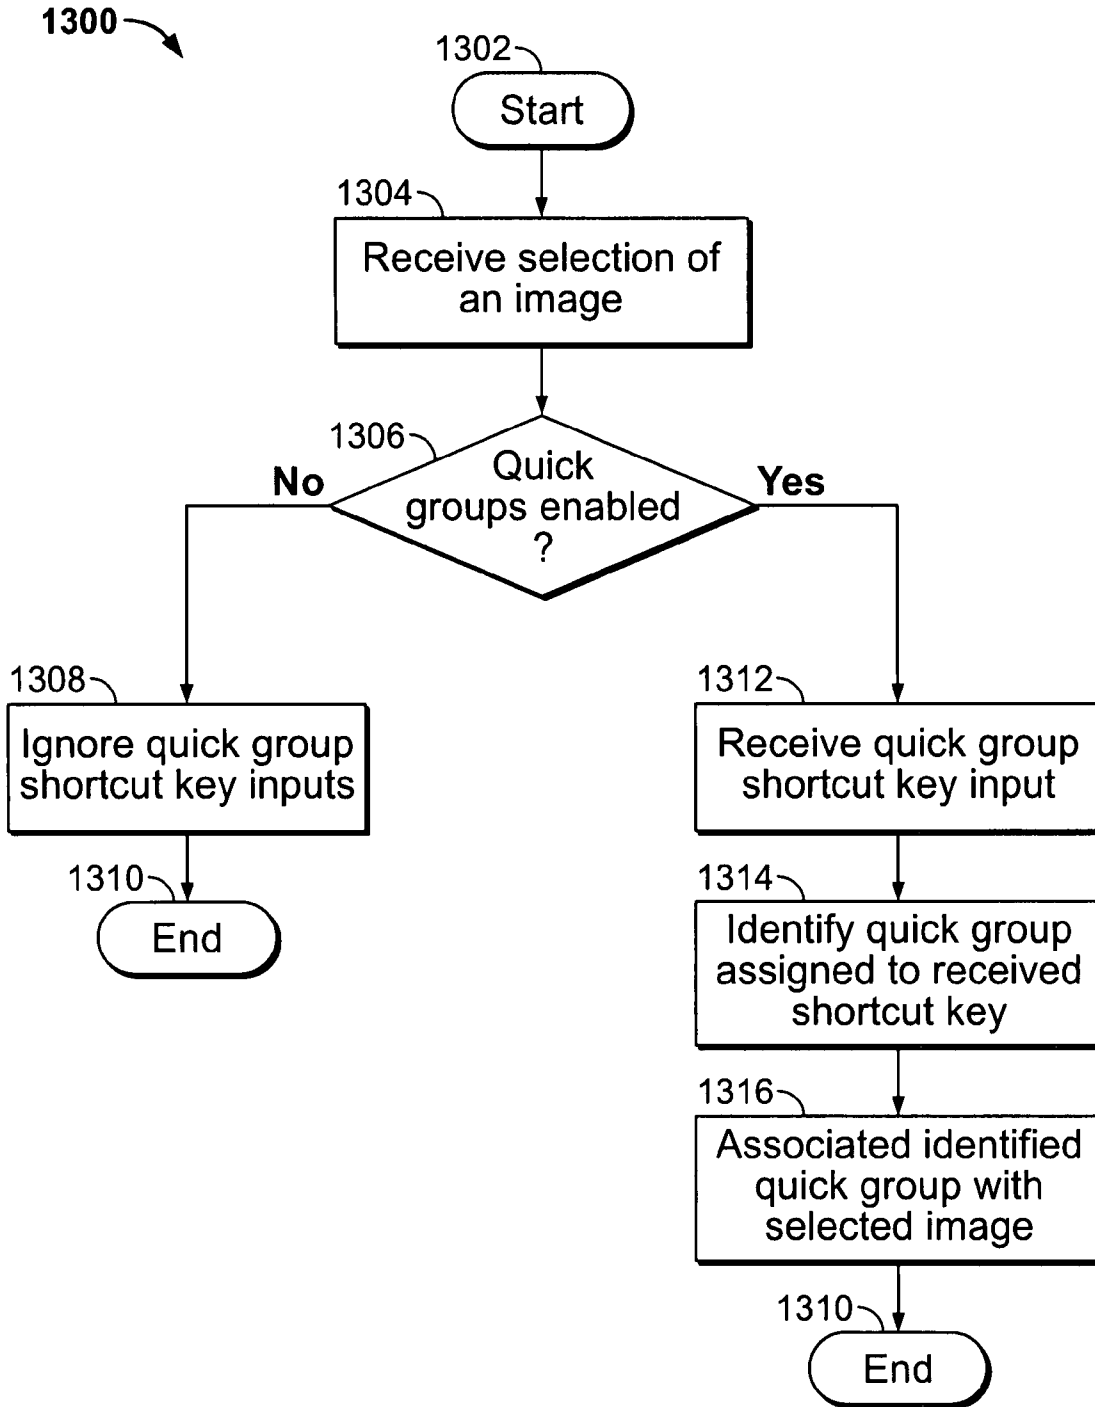 1300
1302
Start
1304
Receive selection of
an image
1306
Quick
groups enabled
?
No
Yes
1308
Ignore quick group
shortcut key inputs
1310
End
1312
Receive quick group
shortcut key input
1314
Identify quick group
assigned to received
shortcut key
1316
Associated identified
quick group with
selected image
1310
End